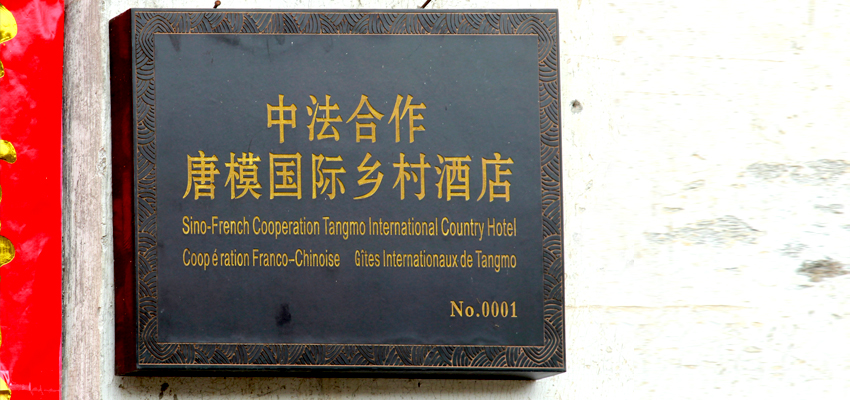 中法合作
唐模国际乡村酒店
Sino-French Cooperation Tangmo International Country Hotel
Coop é ration Franco-Chinoise Gîtes Internationaux de Tangmo
No.0001